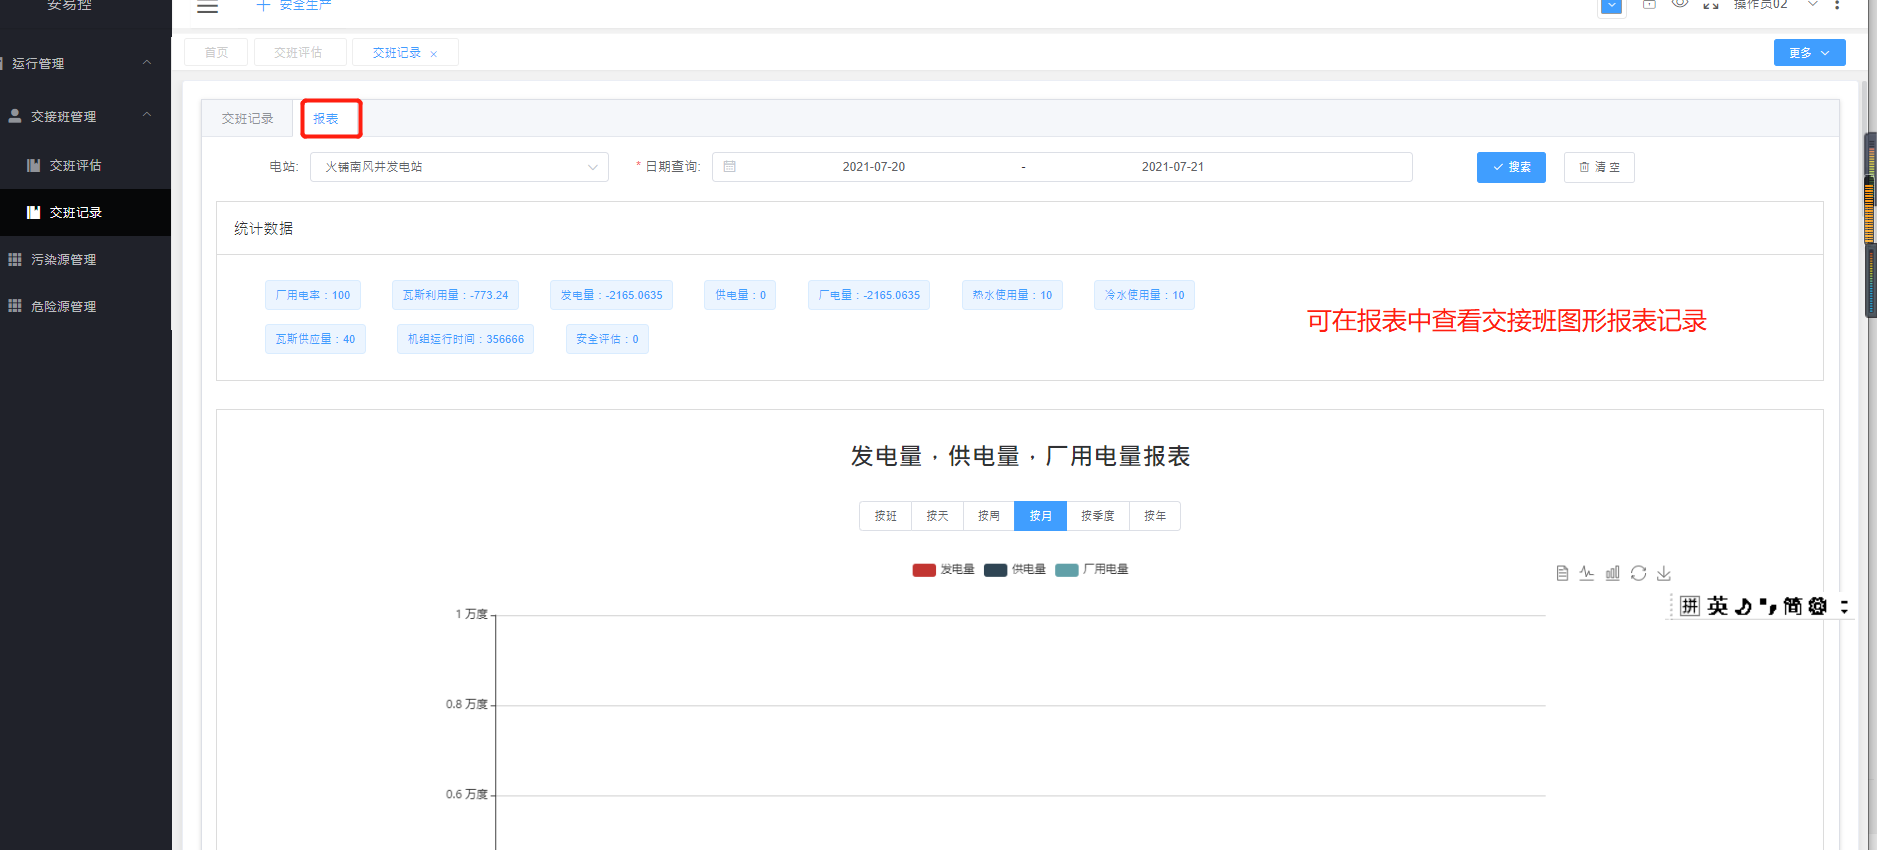 安易控
安全生产
操作员02
运行管理
首页 交班评估 交班记录 ×
更多
交接班管理
交班记录 报表
交班评估
电站: 火铺南风井发电站 * 日期查询: 2021-07-20 - 2021-07-21 搜索 清 空
交班记录
统计数据
污染源管理
厂用电率：100 瓦斯利用量：-773.24 发电量：-2165.0635 供电量：0 厂电量：-2165.0635 热水使用量：10 冷水使用量：10
危险源管理
可在报表中查看交接班图形报表记录
瓦斯供应量：40 机组运行时间：356666 安全评估：0
发电量，供电量，厂用电量报表
按班 按天 按周 按月 按季度 按年
发电量 供电量 厂用电量
拼 英 简
1 万度
0.8 万度
0.6 万度